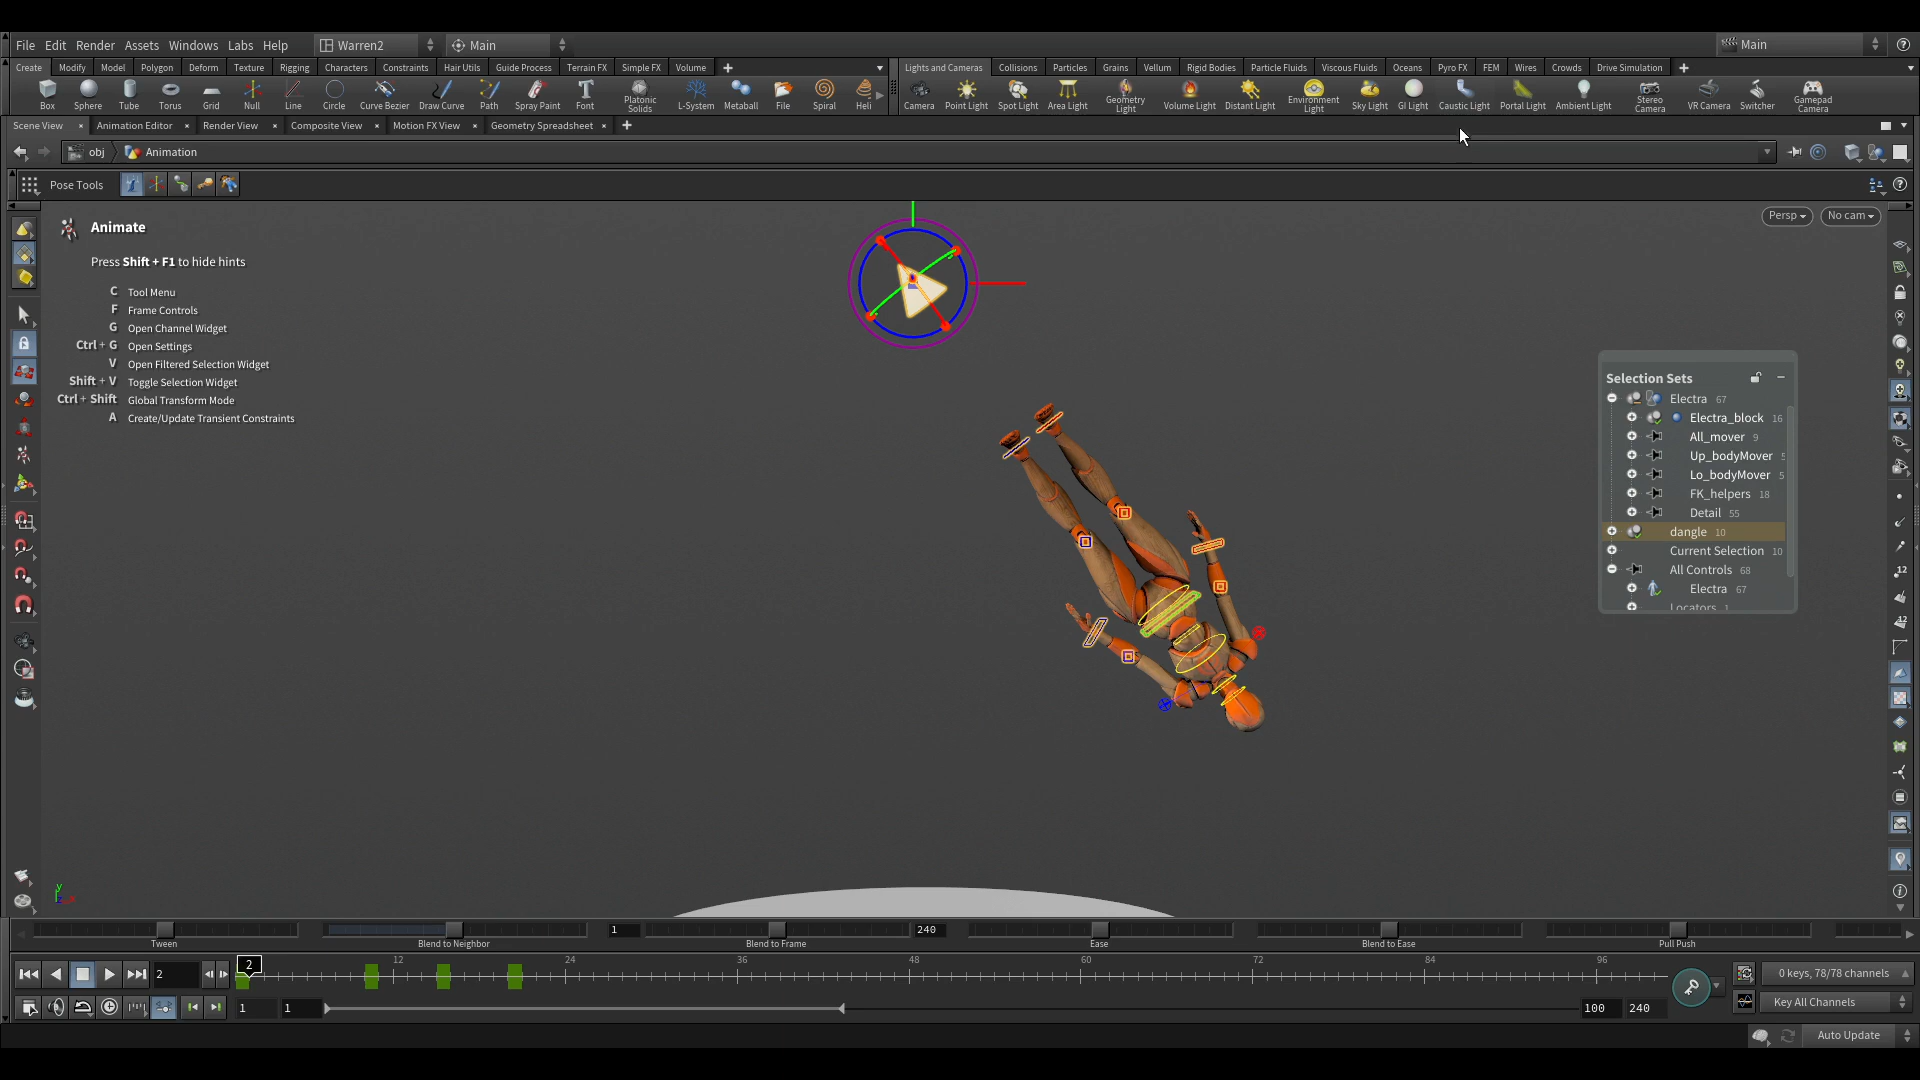 File Edit Render Assets Windows Labs Help Warren2 Main Main
Create Modify Model Polygon Deform Texture Rigging Characters Constraints Hair Utils Guide Process Terrain FX Simple FX Volume
Lights and Cameras Collisions Particles Grains Vellum Rigid Bodies Particle Fluids Viscous Fluids Oceans Pyro FX FEM Wires Crowds Drive Simulation
Box Sphere Tube Torus Grid Null Line Circle Curve Bezier Draw Curve Path Spray Paint Font Platonic Solids L-System Metaball File Spiral Heli
Camera Point Light Spot Light Area Light Geometry Light Volume Light Distant Light Environment Light Sky Light GI Light Caustic Light Portal Light Ambient Light Stereo Camera VR Camera Switcher Gamepad Camera
Scene View Animation Editor Render View Composite View Motion FX View Geometry Spreadsheet
obj Animation
Pose Tools
Persp No cam
Animate
Press Shift + F1 to hide hints
C Tool Menu
F Frame Controls
G Open Channel Widget
Ctrl + G Open Settings
V Open Filtered Selection Widget
Shift + V Toggle Selection Widget
Ctrl + Shift Global Transform Mode
A Create/Update Transient Constraints
Selection Sets
Electra 67
Electra_block 16
All_mover 9
Up_bodyMover 5
Lo_bodyMover 5
FK_helpers 18
Detail 55
dangle 10
Current Selection 10
All Controls 68
Electra 67
Locators 1
12
12
y
1 240
Tween Blend to Neighbor Blend to Frame Ease Blend to Ease Pull Push
2 2 12 24 36 48 60 72 84 96 0 keys, 78/78 channels
1 1 100 240 Key All Channels
Auto Update